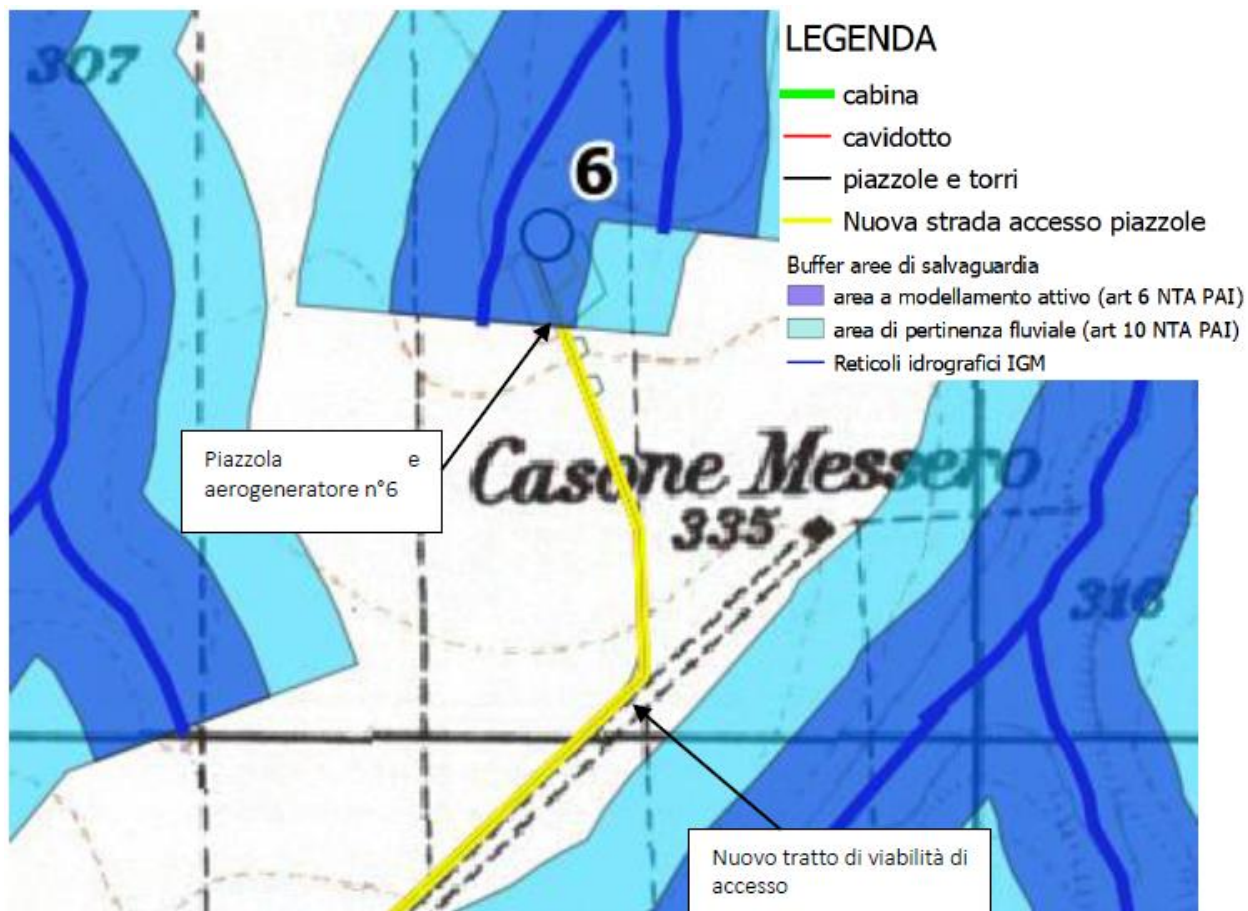 307
6
LEGENDA
cabina
cavidotto
piazzole e torri
Nuova strada accesso piazzole
Buffer aree di salvaguardia
area a modellamento attivo (art 6 NTA PAI)
area di pertinenza fluviale (art 10 NTA PAI)
Reticoli idrografici IGM
Piazzola e
aerogeneratore n°6
Casone Messero
335
316
Nuovo tratto di viabilità di
accesso